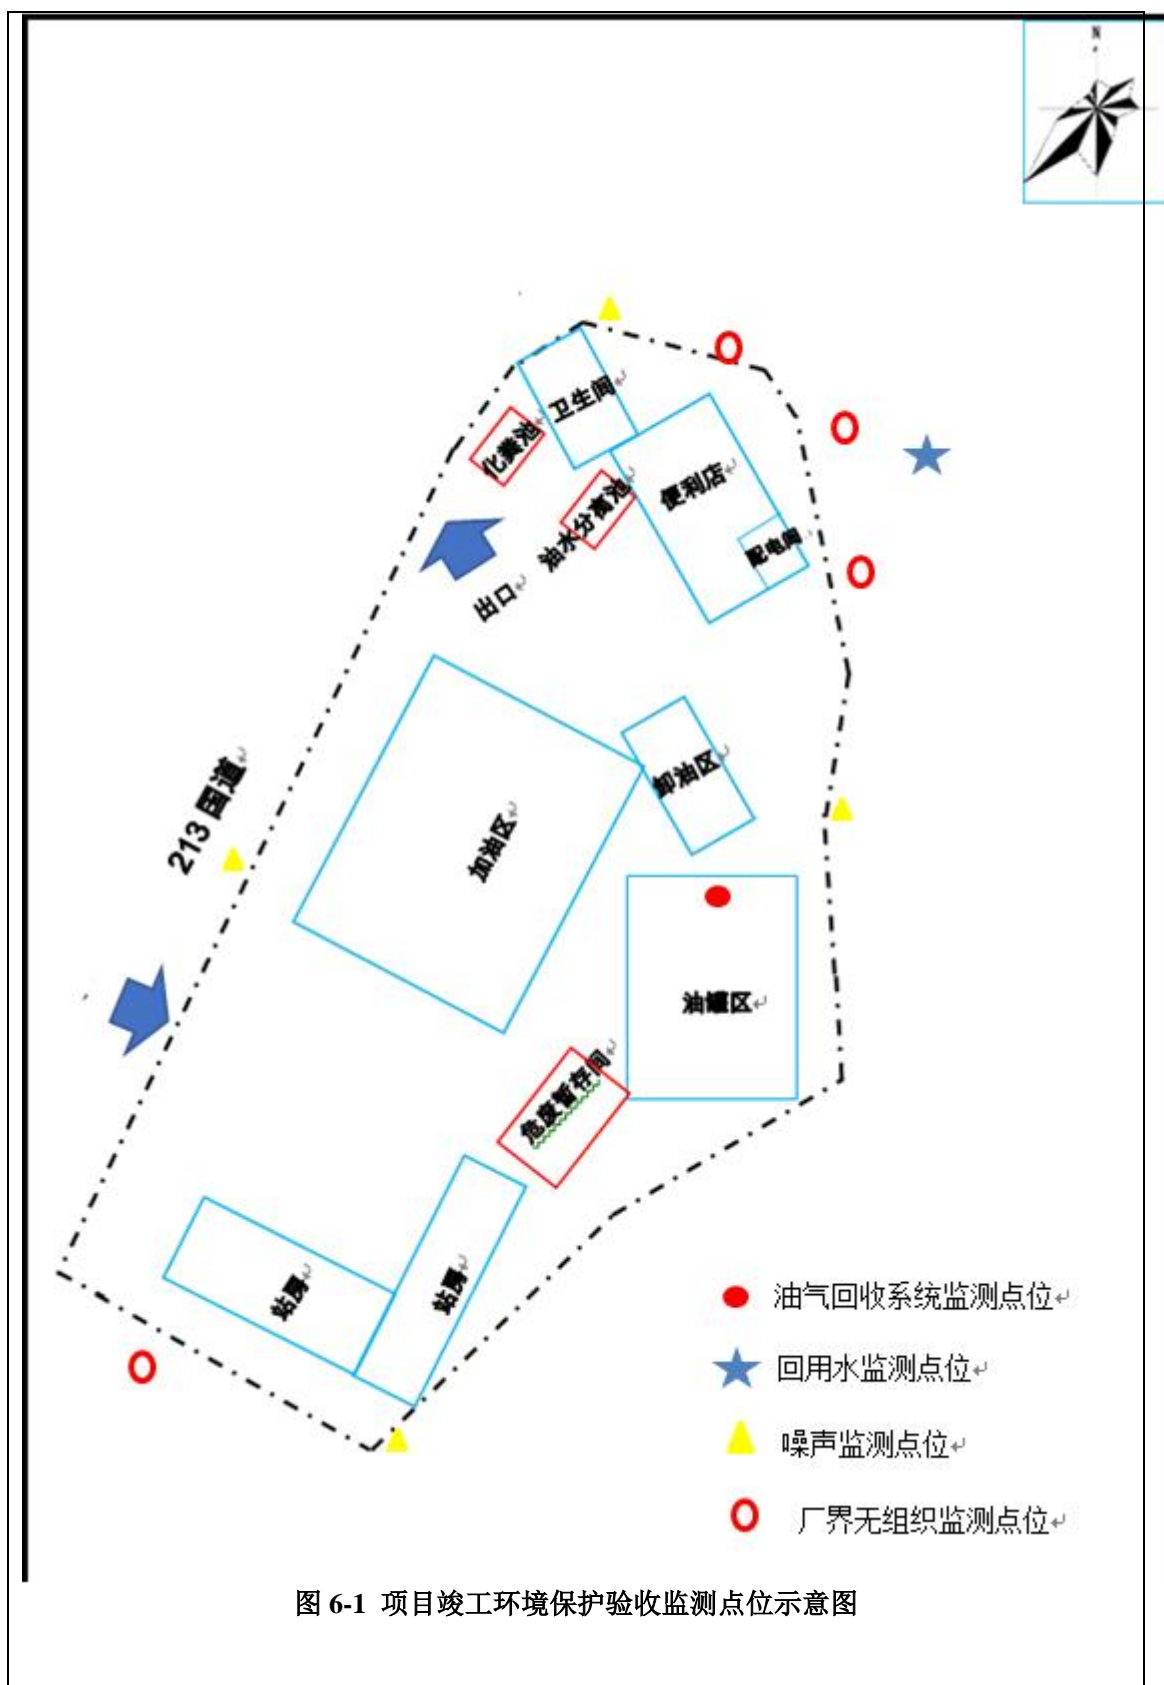 N
卫生间
化粪池
便利店
油水分离池
配电间
出口
213 国道
卸油区
加油区
油罐区
危废暂存间
站房
站房
油气回收系统监测点位
回用水监测点位
噪声监测点位
厂界无组织监测点位
图 6-1 项目竣工环境保护验收监测点位示意图